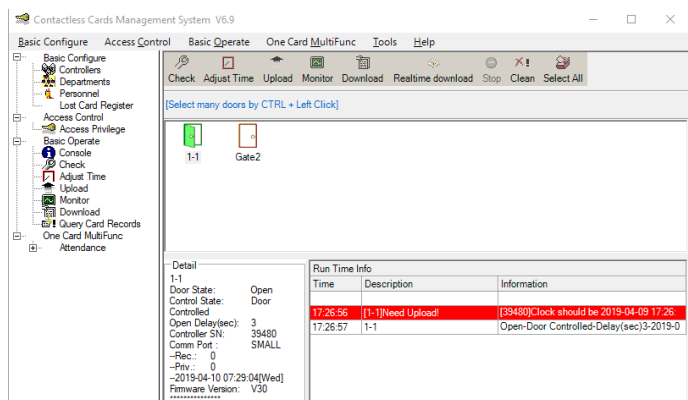 Contactless Cards Management System V6.9
Basic Configure Access Control Basic Operate One Card MultiFunc Tools Help
Basic Configure
Controllers
Departments
Personnel
Lost Card Register
Access Control
Access Privilege
Basic Operate
Console
Check
Adjust Time
Upload
Monitor
Download
Query Card Records
One Card MultiFunc
Attendance
Check Adjust Time Upload Monitor Download Realtime download Stop Clean Select All
[Select many doors by CTRL + Left Click]
1-1 Gate2
Detail
1-1
Door State: Open
Control State: Door
Controlled
Open Delay(sec): 3
Controller SN: 39480
Comm Port : SMALL
--Rec.: 0
--Priv.: 0
--2019-04-10 07:29:04[Wed]
Firmware Version: V30
***************
Run Time Info
Time Description Information
17:26:56 [1-1]Need Upload! [39480]Clock should be 2019-04-09 17:26:
17:26:57 1-1 Open-Door Controlled-Delay(sec)3-2019-0